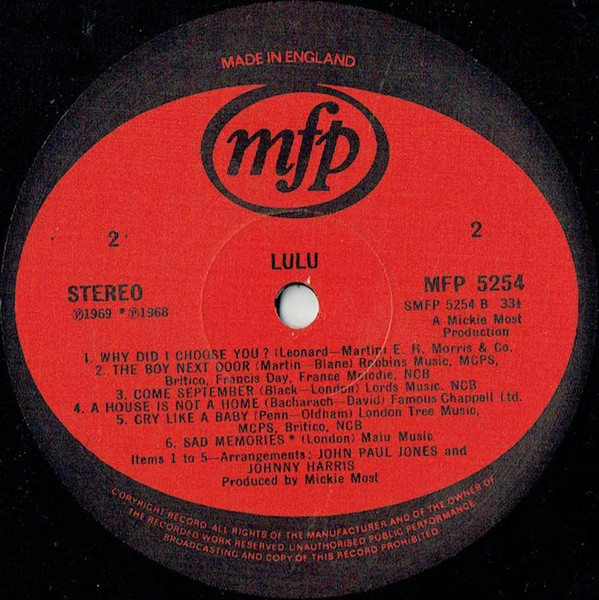 MADE IN ENGLAND
mfp
2
2
LULU
STEREO
MFP 5254
℗1969 * ℗1968
SMFP 5254 B 33⅓
A Mickie Most
Production
1. WHY DID I CHOOSE YOU? (Leonard—Martin) E. H. Morris & Co.
2. THE BOY NEXT DOOR (Martin—Blane) Robbins Music, MCPS,
Britico, Francis Day, France Melodie, NCB
3. COME SEPTEMBER (Black—London) Lords Music, NCB
4. A HOUSE IS NOT A HOME (Bacharach—David) Famous Chappell Ltd.
5. CRY LIKE A BABY (Penn—Oldham) London Tree Music,
MCPS, Britico, NCB
6. SAD MEMORIES * (London) Malu Music
Items 1 to 5—Arrangements: JOHN PAUL JONES and
JOHNNY HARRIS
Produced by Mickie Most
COPYRIGHT RECORD ALL RIGHTS OF THE MANUFACTURER AND OF THE OWNER OF
THE RECORDED WORK RESERVED UNAUTHORISED PUBLIC PERFORMANCE
BROADCASTING AND COPY OF THIS RECORD PROHIBITED